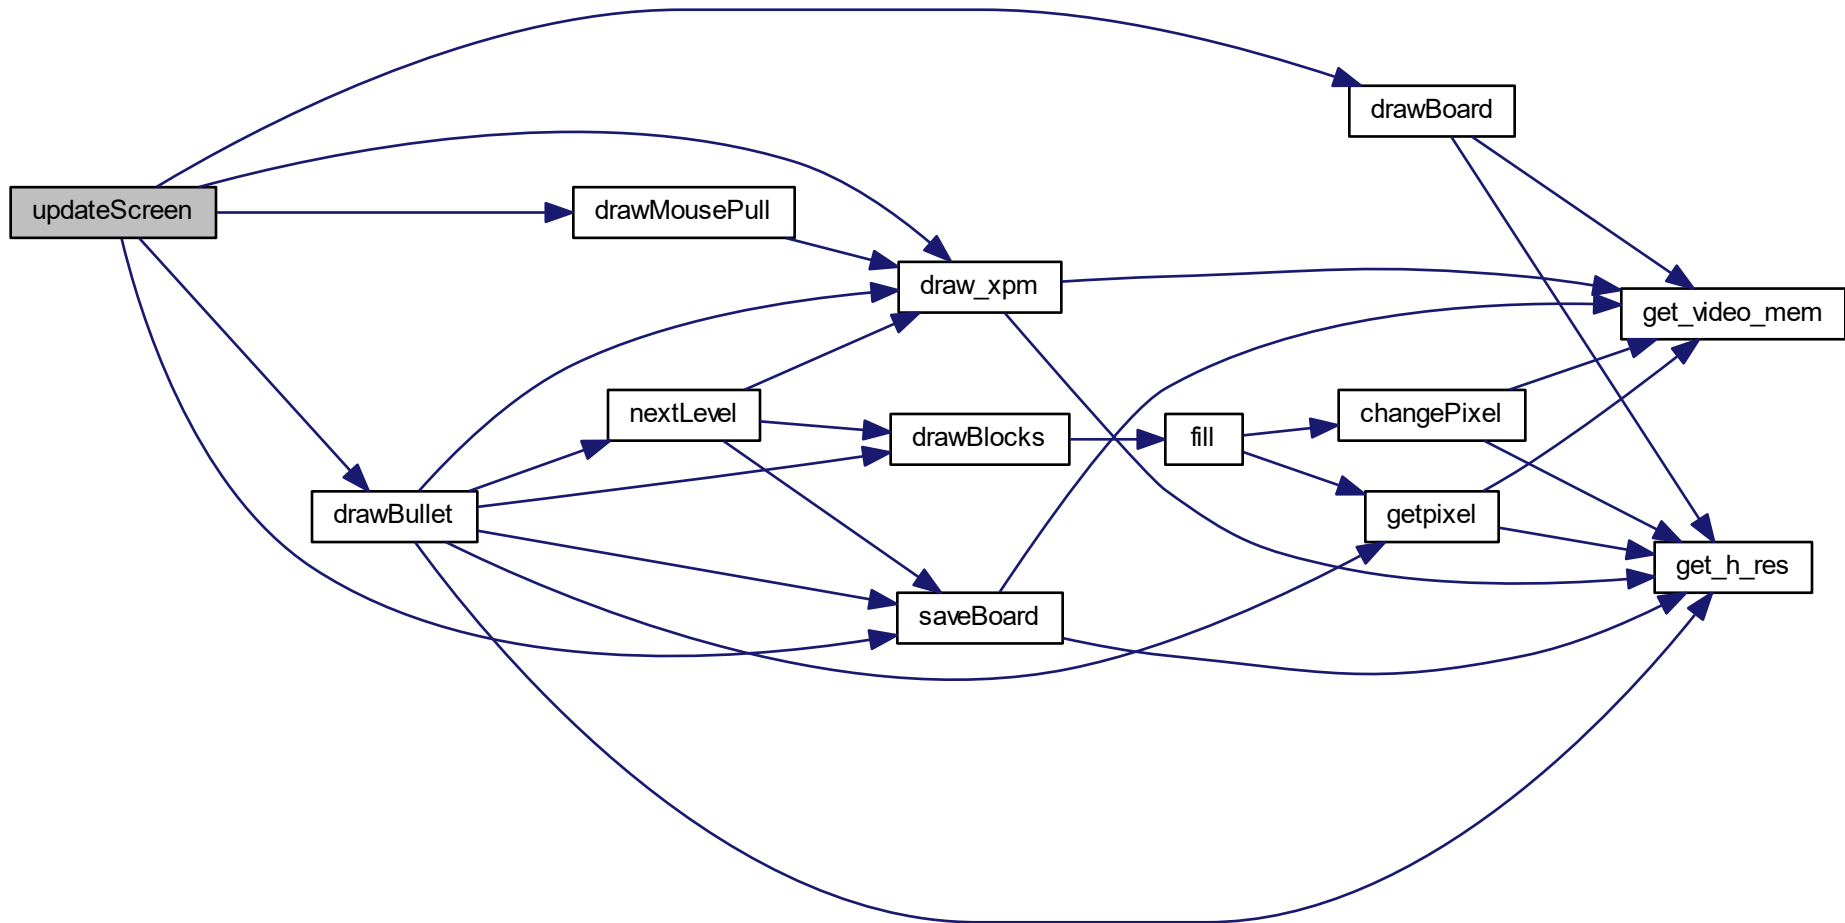 drawBoard
updateScreen
drawMousePull
draw_xpm
get_video_mem
nextLevel
drawBlocks
fill
changePixel
drawBullet
getpixel
get_h_res
saveBoard